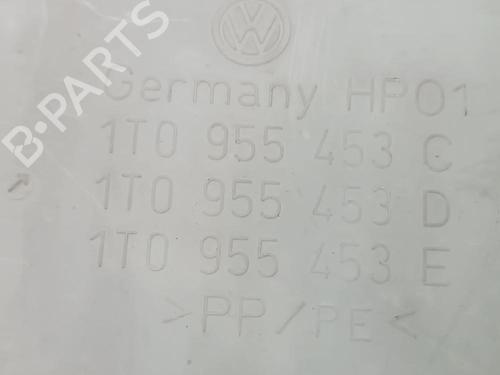 B-PARTS
Germany HP01
1T0 955 453 C
1T0 955 453 D
1T0 955 453 E
>PP/PE<